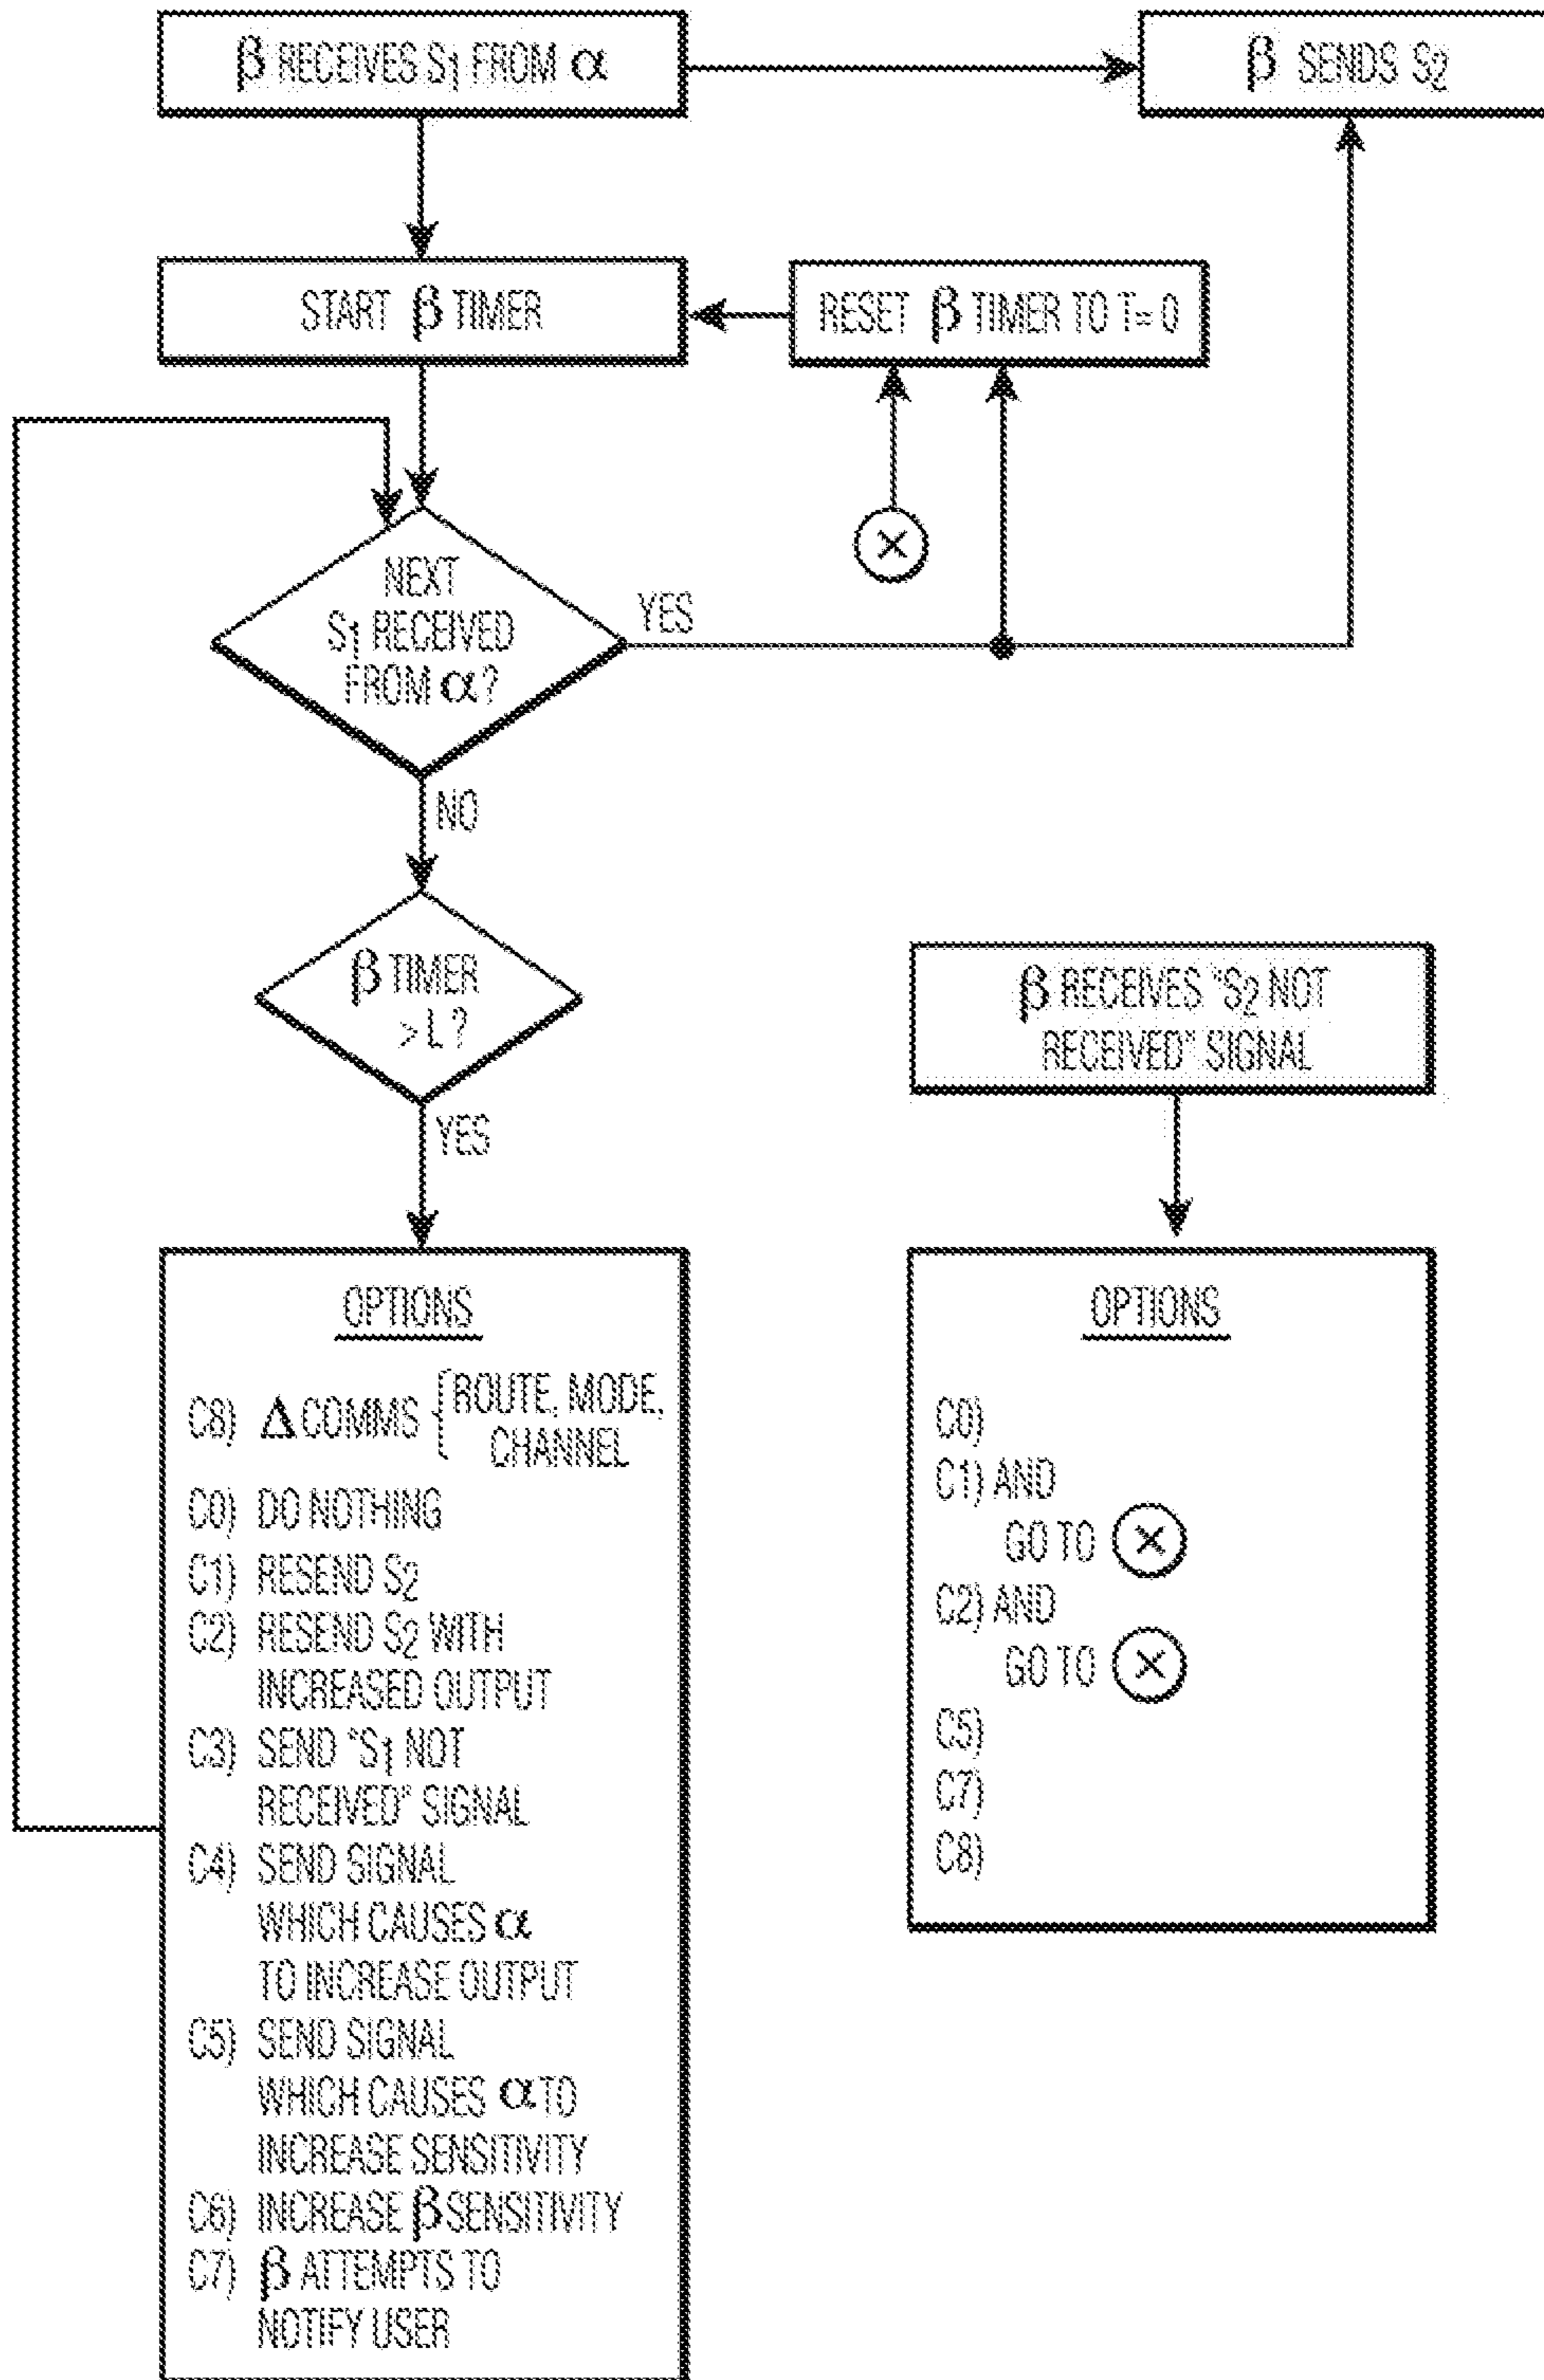 β RECEIVES S1 FROM α
β SENDS S2
START β TIMER
RESET β TIMER TO T= 0
NEXT
S1 RECEIVED
FROM α?
YES
NO
β TIMER
> L?
YES
β RECEIVES "S2 NOT
RECEIVED" SIGNAL
OPTIONS
C8) Δ COMMS { ROUTE, MODE,
CHANNEL
C0) DO NOTHING
C1) RESEND S2
C2) RESEND S2 WITH
INCREASED OUTPUT
C3) SEND "S1 NOT
RECEIVED" SIGNAL
C4) SEND SIGNAL
WHICH CAUSES α
TO INCREASE OUTPUT
C5) SEND SIGNAL
WHICH CAUSES α TO
INCREASE SENSITIVITY
C6) INCREASE β SENSITIVITY
C7) β ATTEMPTS TO
NOTIFY USER
OPTIONS
C0)
C1) AND
GO TO ⊗
C2) AND
GO TO ⊗
C5)
C7)
C8)